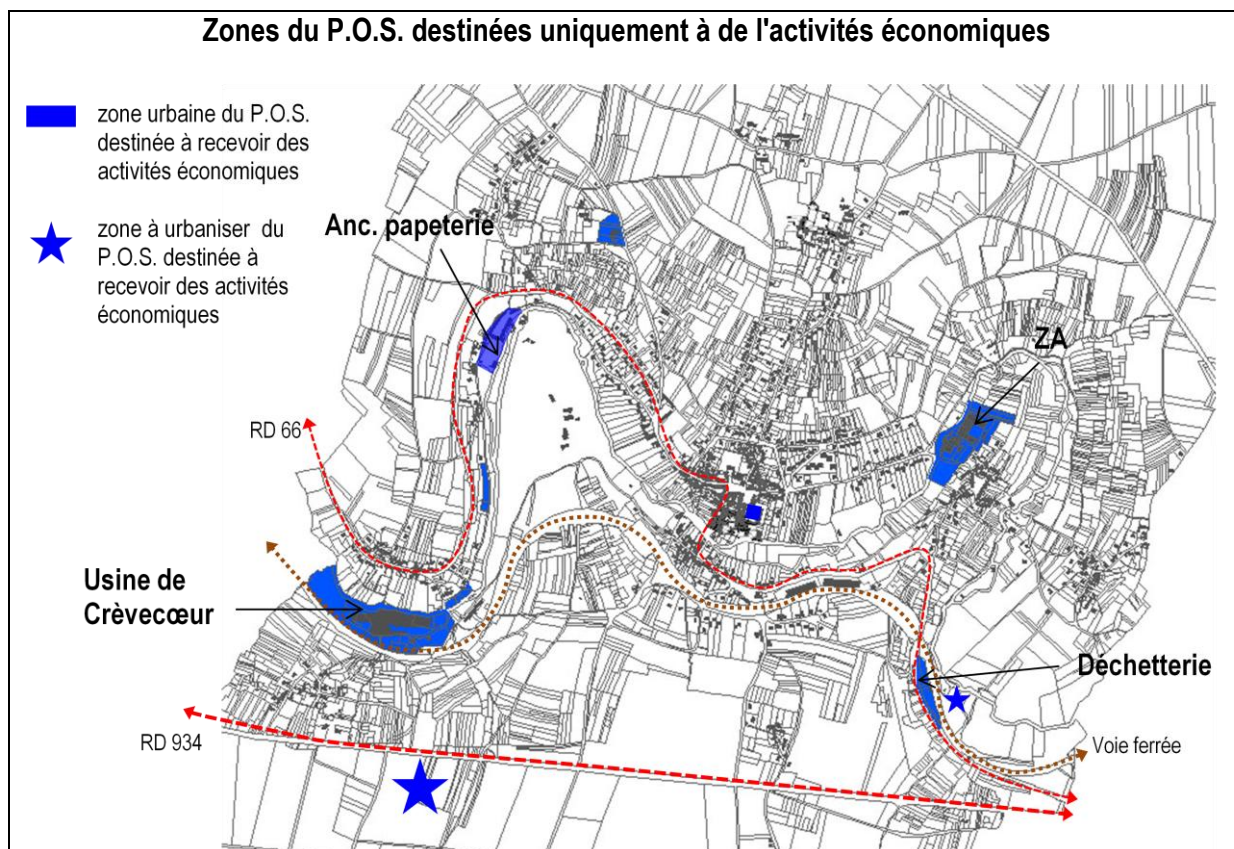 Zones du P.O.S. destinées uniquement à de l'activités économiques
zone urbaine du P.O.S.
destinée à recevoir des
activités économiques
zone à urbaniser du
P.O.S. destinée à
recevoir des activités
économiques
Anc. papeterie
ZA
RD 66
Usine de
Crèvecœur
Déchetterie
RD 934
Voie ferrée